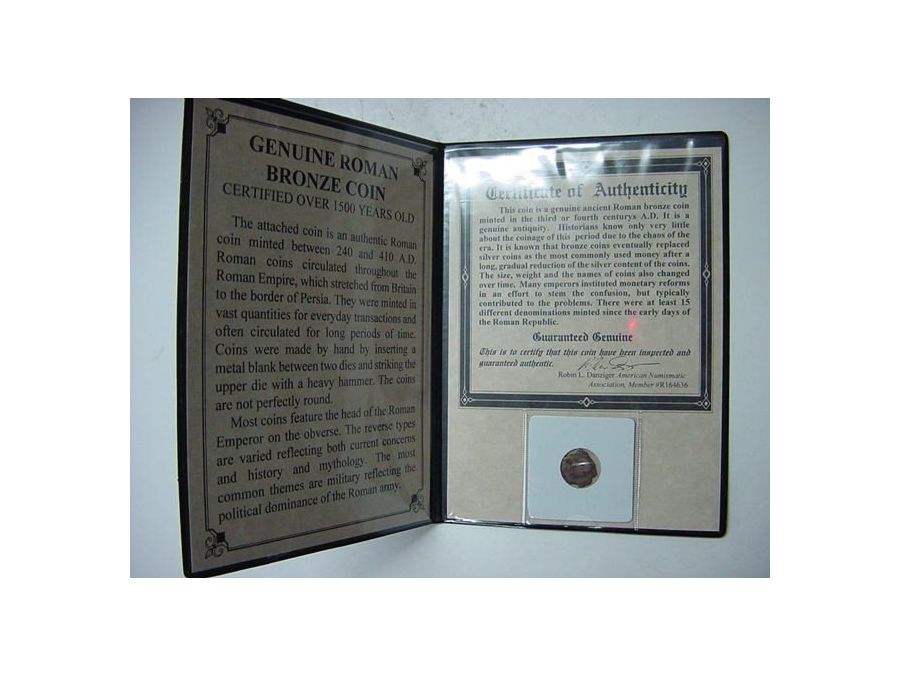 GENUINE ROMAN
BRONZE COIN
CERTIFIED OVER 1500 YEARS OLD
The attached coin is an authentic Roman
coin minted between 240 and 410 A.D.
Roman coins circulated throughout the
Roman Empire, which stretched from Britain
to the border of Persia. They were minted in
vast quantities for everyday transactions and
often circulated for long periods of time.
Coins were made by hand by inserting a
metal blank between two dies and striking the
upper die with a heavy hammer. The coins
are not perfectly round.
Most coins feature the head of the Roman
Emperor on the obverse. The reverse types
are varied reflecting both current concerns
and history and mythology. The most
common themes are military reflecting the
political dominance of the Roman army.
Certificate of Authenticity
This coin is a genuine ancient Roman bronze coin
minted in the third or fourth centurys A.D. It is a
genuine antiquity. Historians know only very little
about the coinage of this period due to the chaos of the
era. It is known that bronze coins eventually replaced
silver coins as the most commonly used money after a
long, gradual reduction of the silver content of the coins.
The size, weight and the names of coins also changed
over time. Many emperors instituted monetary reforms
in an effort to stem the confusion, but typically
contributed to the problems. There were at least 15
different denominations minted since the early days of
the Roman Republic.
Guaranteed Genuine
This is to certify that this coin have been inspected and
guaranteed authentic.
Robin L. Danziger American Numismatic
Association, Member #R164636